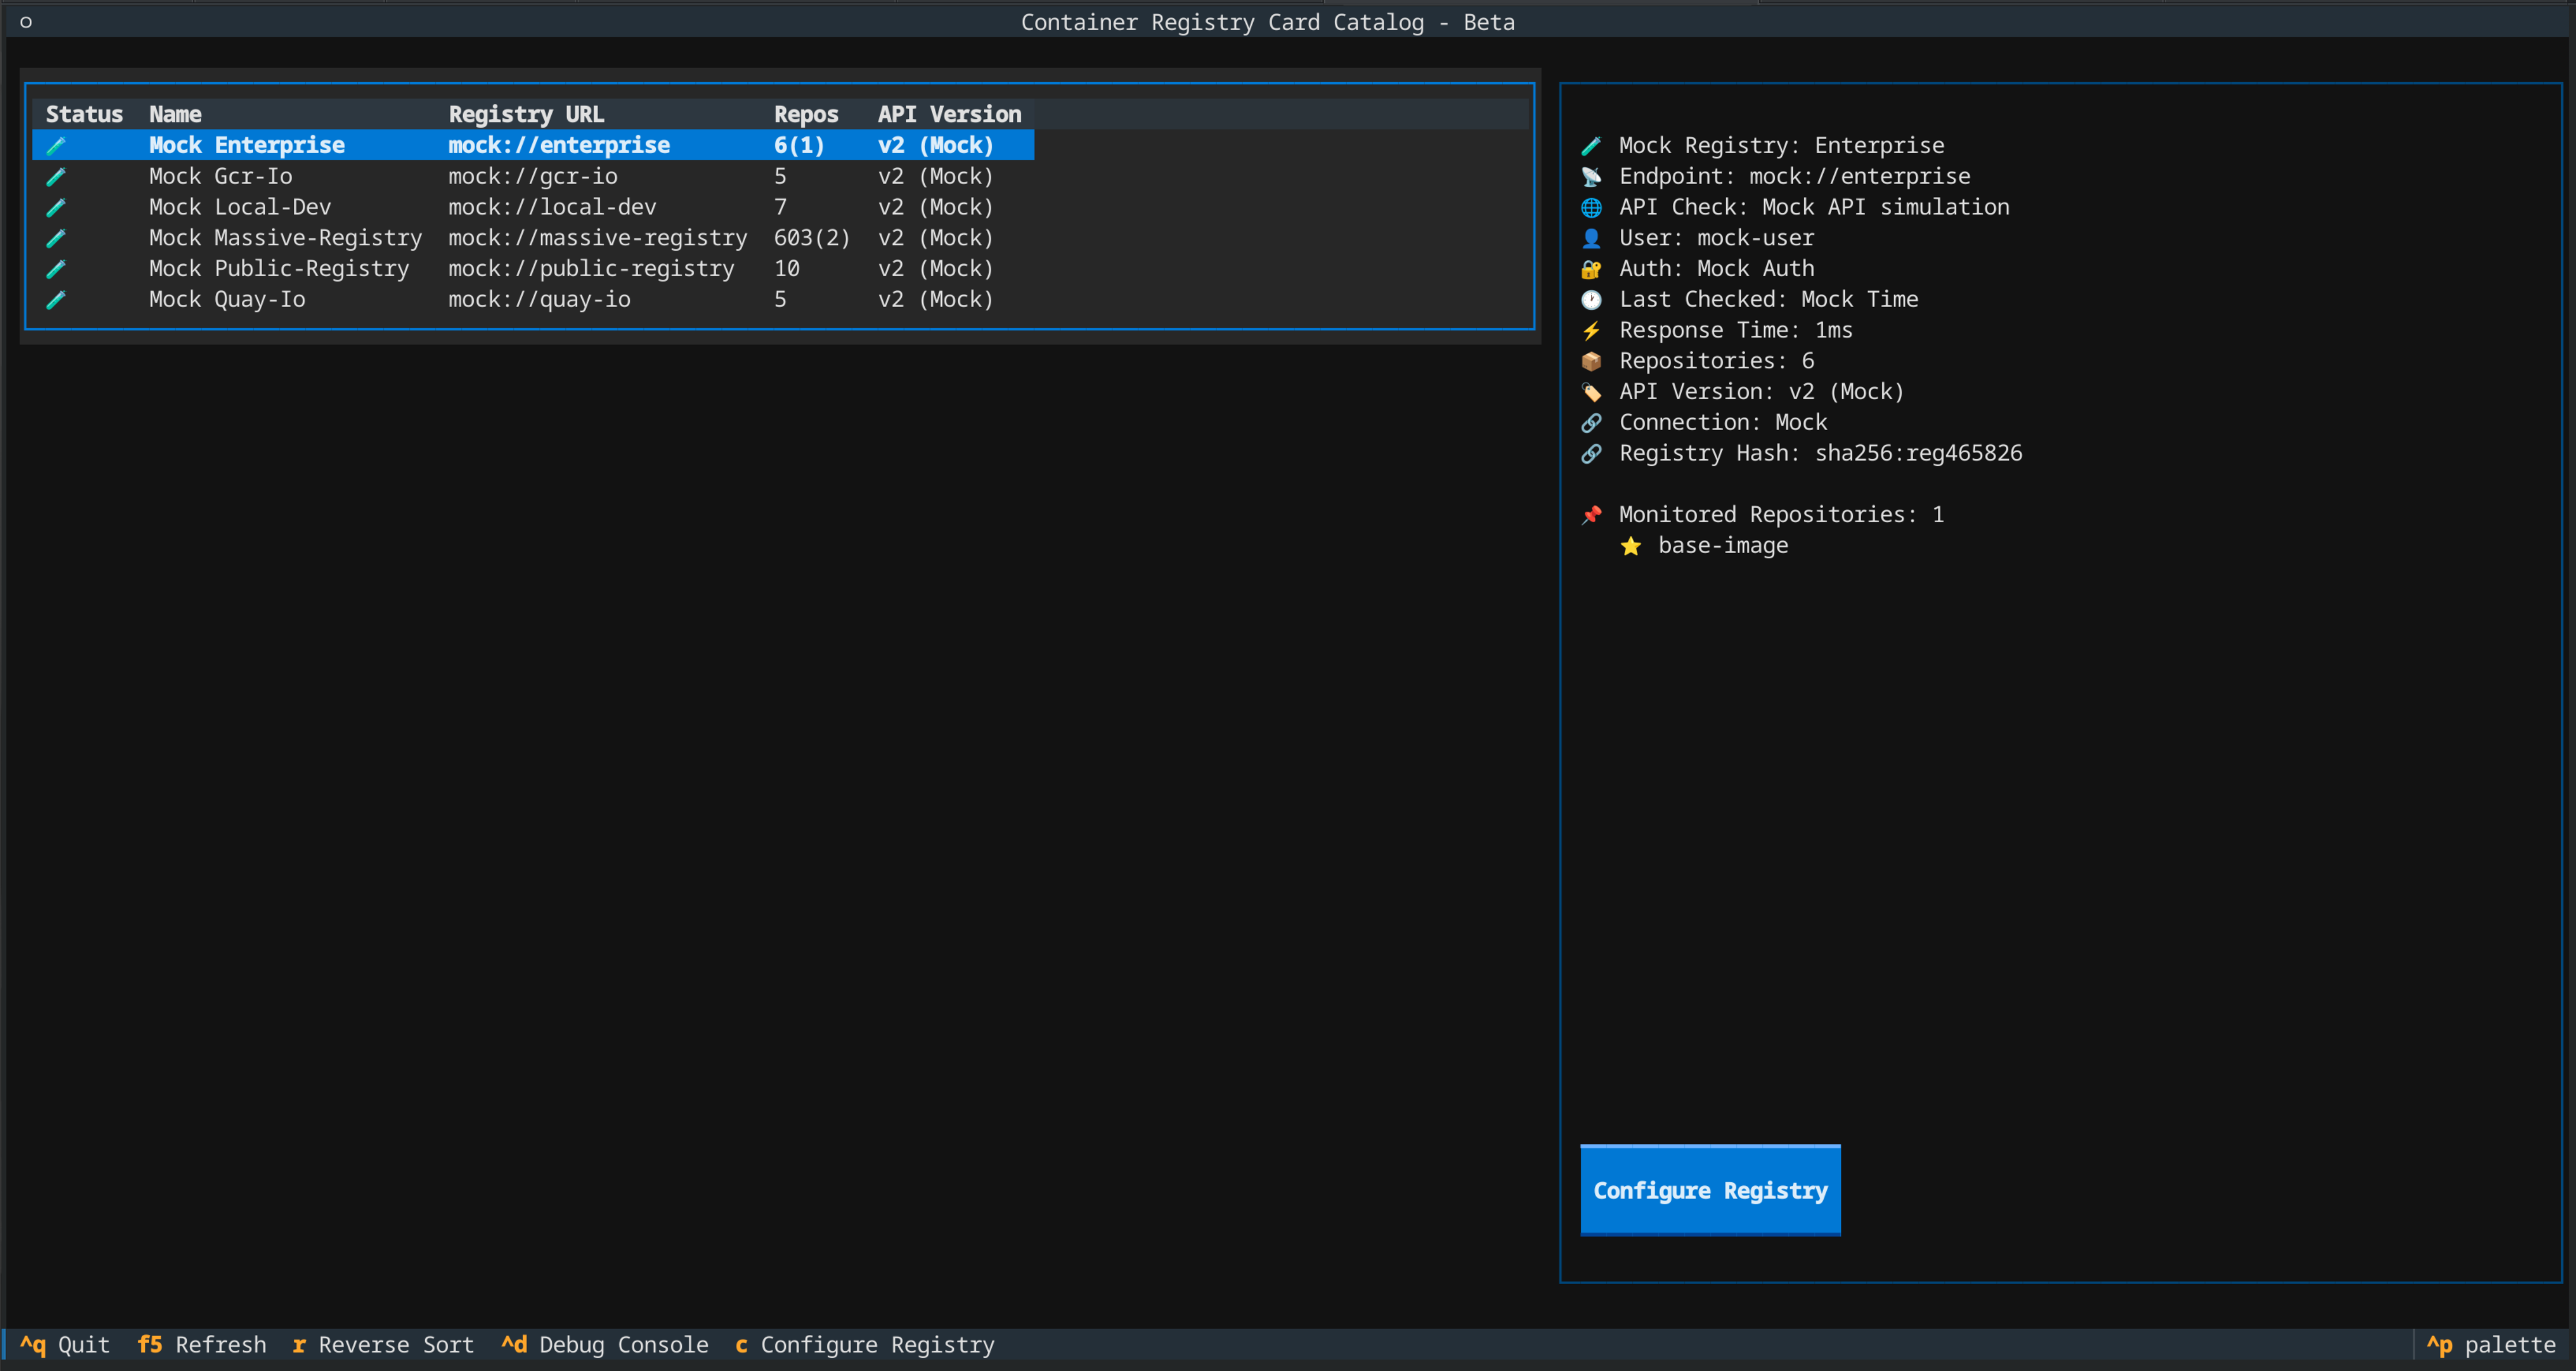 Container Registry Card Catalog - Beta
Status Name Registry URL Repos API Version
Mock Enterprise mock://enterprise 6(1) v2 (Mock)
Mock Gcr-Io mock://gcr-io 5 v2 (Mock)
Mock Local-Dev mock://local-dev 7 v2 (Mock)
Mock Massive-Registry mock://massive-registry 603(2) v2 (Mock)
Mock Public-Registry mock://public-registry 10 v2 (Mock)
Mock Quay-Io mock://quay-io 5 v2 (Mock)
Mock Registry: Enterprise
Endpoint: mock://enterprise
API Check: Mock API simulation
User: mock-user
Auth: Mock Auth
Last Checked: Mock Time
Response Time: 1ms
Repositories: 6
API Version: v2 (Mock)
Connection: Mock
Registry Hash: sha256:reg465826
Monitored Repositories: 1
base-image
Configure Registry
^q Quit f5 Refresh r Reverse Sort ^d Debug Console c Configure Registry ^p palette